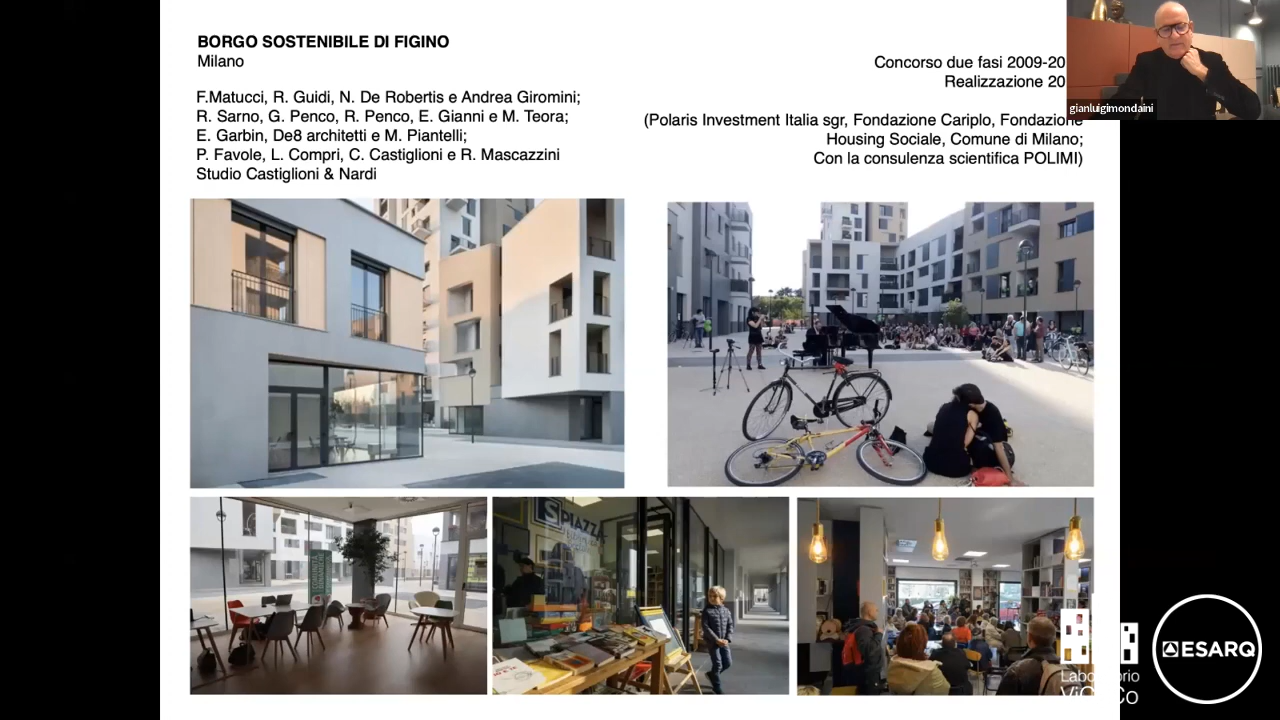 BORGO SOSTENIBILE DI FIGINO
Milano
F.Matucci, R. Guidi, N. De Robertis e Andrea Giromini;
R. Sarno, G. Penco, R. Penco, E. Gianni e M. Teora;
E. Garbin, De8 architetti e M. Piantelli;
P. Favole, L. Compri, C. Castiglioni e R. Mascazzini
Studio Castiglioni & Nardi
Concorso due fasi 2009-20
Realizzazione 20
(Polaris Investment Italia sgr, Fondazione Cariplo, Fondazione
Housing Sociale, Comune di Milano;
Con la consulenza scientifica POLIMI)
gianluigimondaini
SPIAZZA
ESARQ